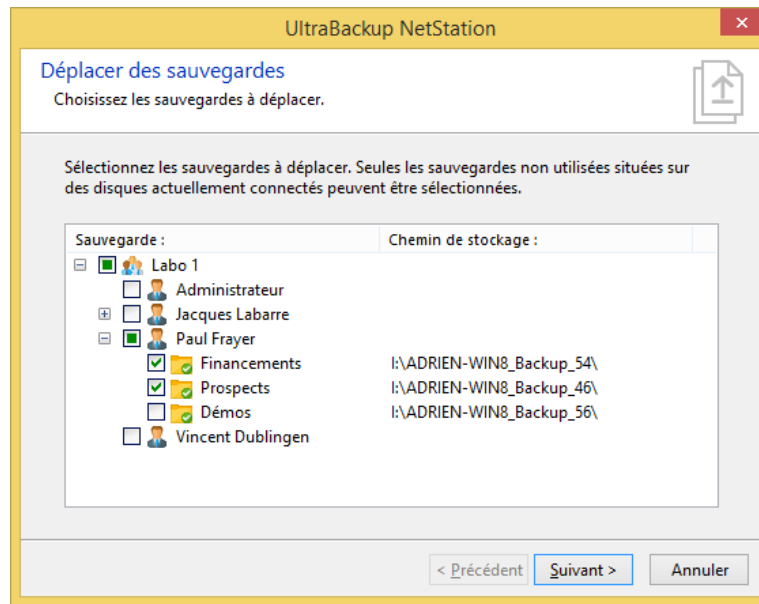 UltraBackup NetStation
Déplacer des sauvegardes
Choisissez les sauvegardes à déplacer.
Sélectionnez les sauvegardes à déplacer. Seules les sauvegardes non utilisées situées sur
des disques actuellement connectés peuvent être sélectionnées.
Sauvegarde : Chemin de stockage :
Labo 1
Administrateur
Jacques Labarre
Paul Frayer
Financements I:\ADRIEN-WIN8_Backup_54\
Prospects I:\ADRIEN-WIN8_Backup_46\
Démos I:\ADRIEN-WIN8_Backup_56\
Vincent Dublingen
< Précédent Suivant > Annuler